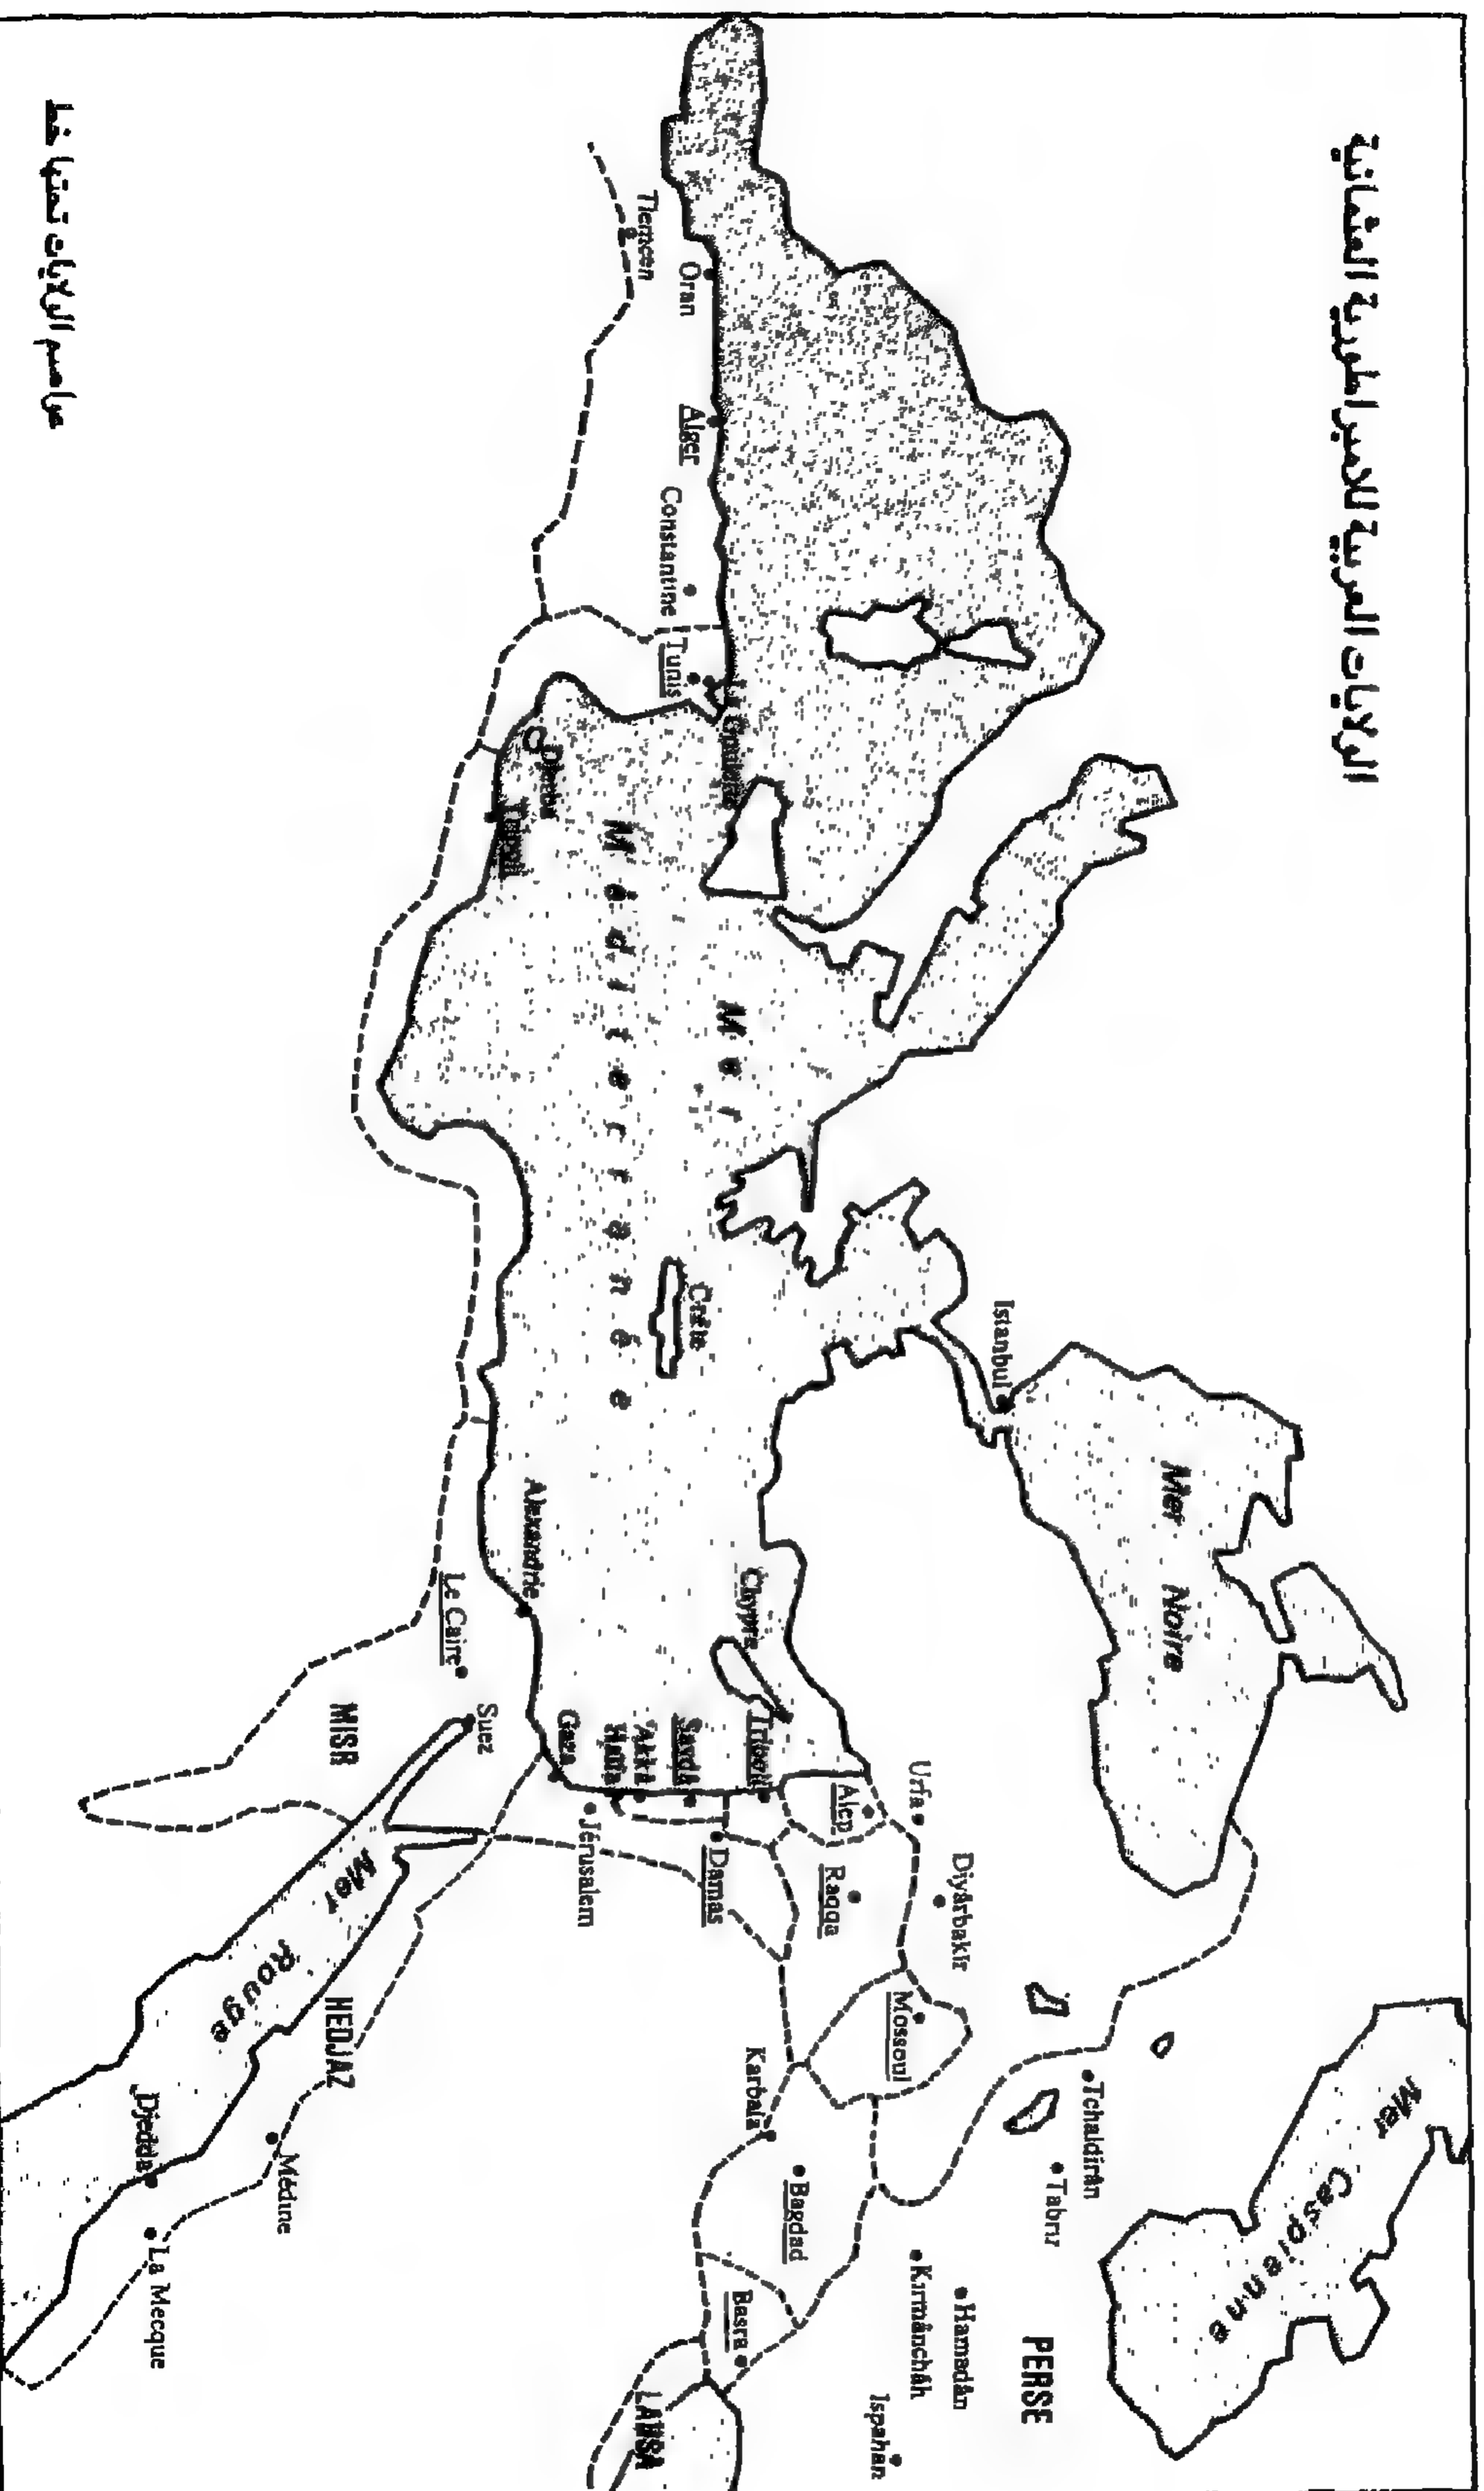 الولايات العربية للامبراطورية العثمانية
Mer Noire
Mer Caspienne
Istanbul
Tchaldirân
Tabriz
PERSE
Hamadân
Kirmânchâh
Ispahan
Urfa
Diyârbakir
Mossoul
Alep
Raqqa
Tripoli
Damas
Saydâ
'Akkâ
Haïfa
Jérusalem
Gaza
Karbalâ
Bagdad
Basra
LAHSA
Chypre
Crète
Mer
Méditerranée
Oran
Tlemcen
Alger
Constantine
Tunis
La Goulette
Djerba
Tripoli
Alexandrie
Le Caire
Suez
MISR
Mer Rouge
HEDJAZ
Médine
Djedda
La Mecque
عواصم الولايات تحتها خط